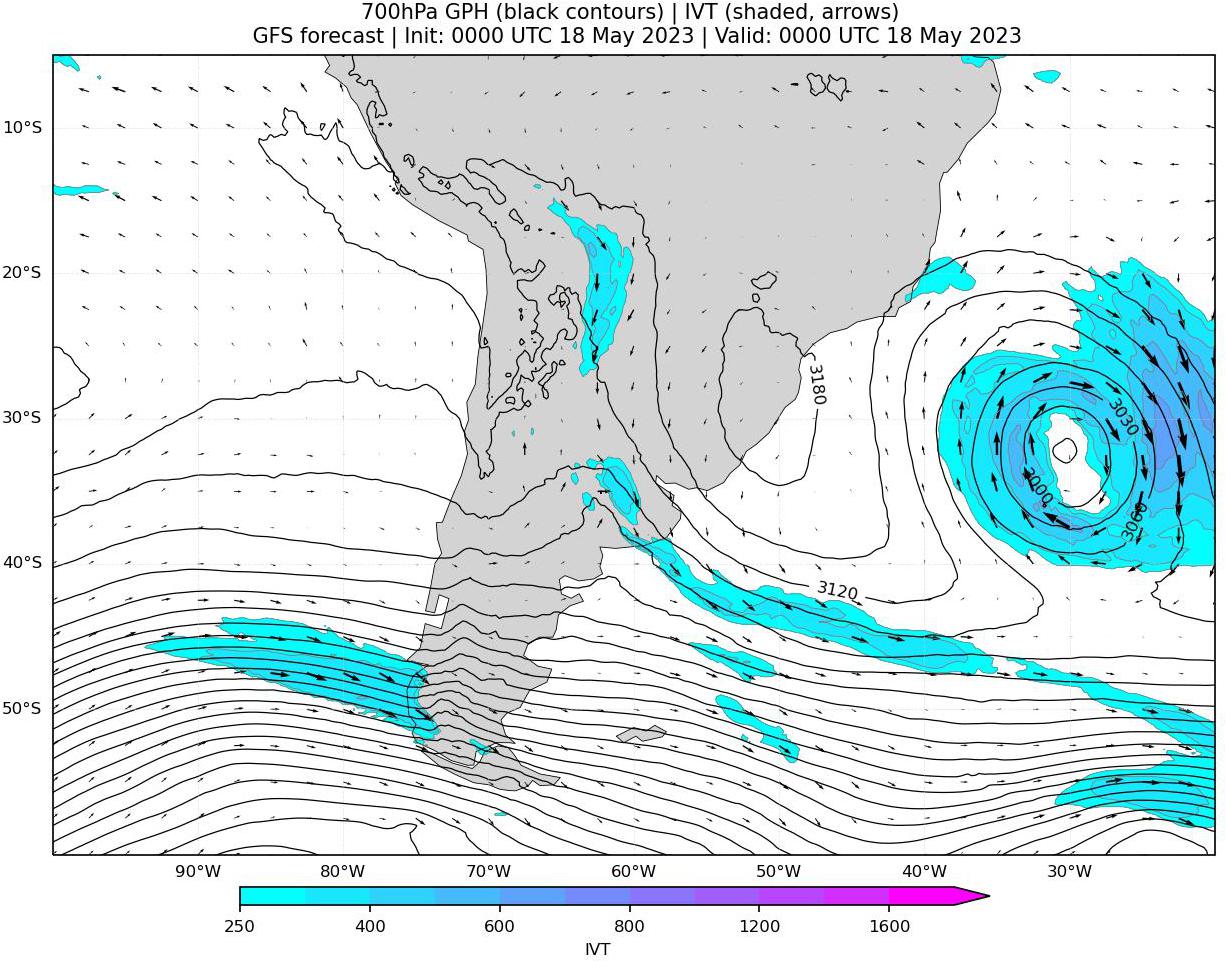 700hPa GPH (black contours) | IVT (shaded, arrows)
GFS forecast | Init: 0000 UTC 18 May 2023 | Valid: 0000 UTC 18 May 2023
10°S
20°S
3180
30°S
3030
3000
3060
40°S
3120
50°S
90°W 80°W 70°W 60°W 50°W 40°W 30°W
250 400 600 800 1200 1600
IVT